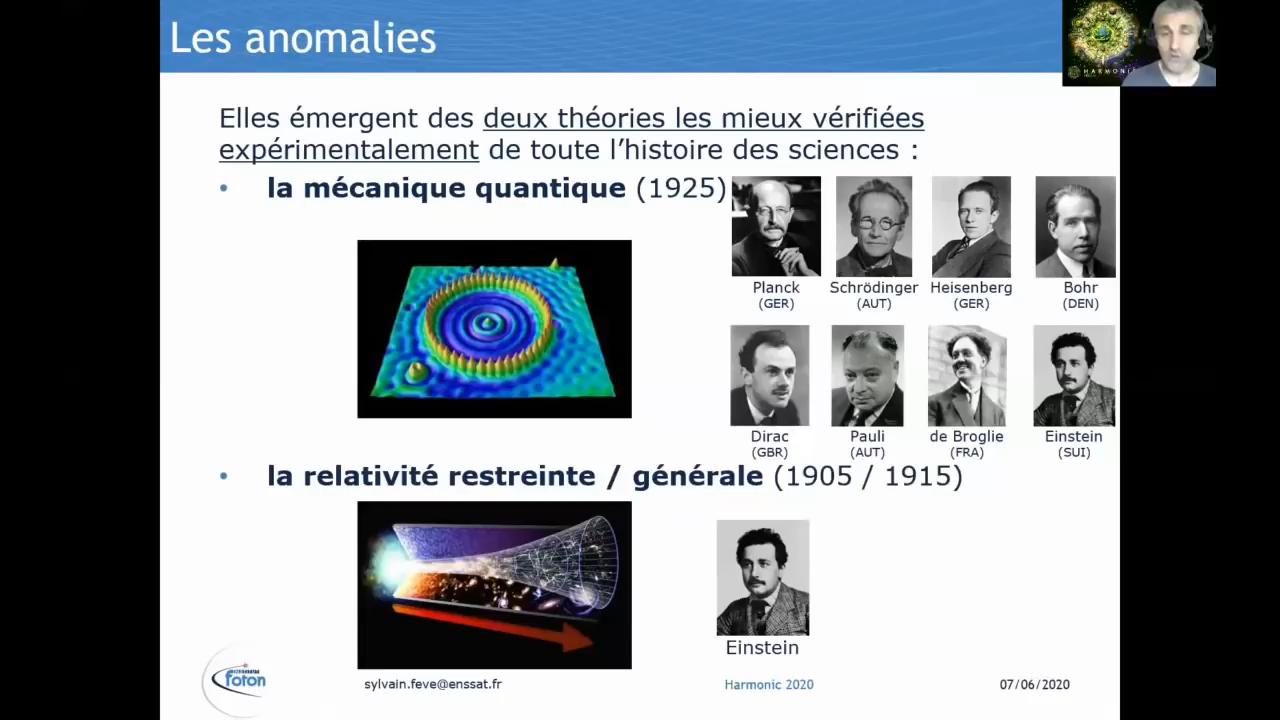 Les anomalies
HARMONIC
Elles émergent des deux théories les mieux vérifiées
expérimentalement de toute l'histoire des sciences :
• la mécanique quantique (1925)
Planck Schrödinger Heisenberg Bohr
(GER) (AUT) (GER) (DEN)
Dirac Pauli de Broglie Einstein
(GBR) (AUT) (FRA) (SUI)
• la relativité restreinte / générale (1905 / 1915)
Einstein
foton
sylvain.feve@enssat.fr Harmonic 2020 07/06/2020